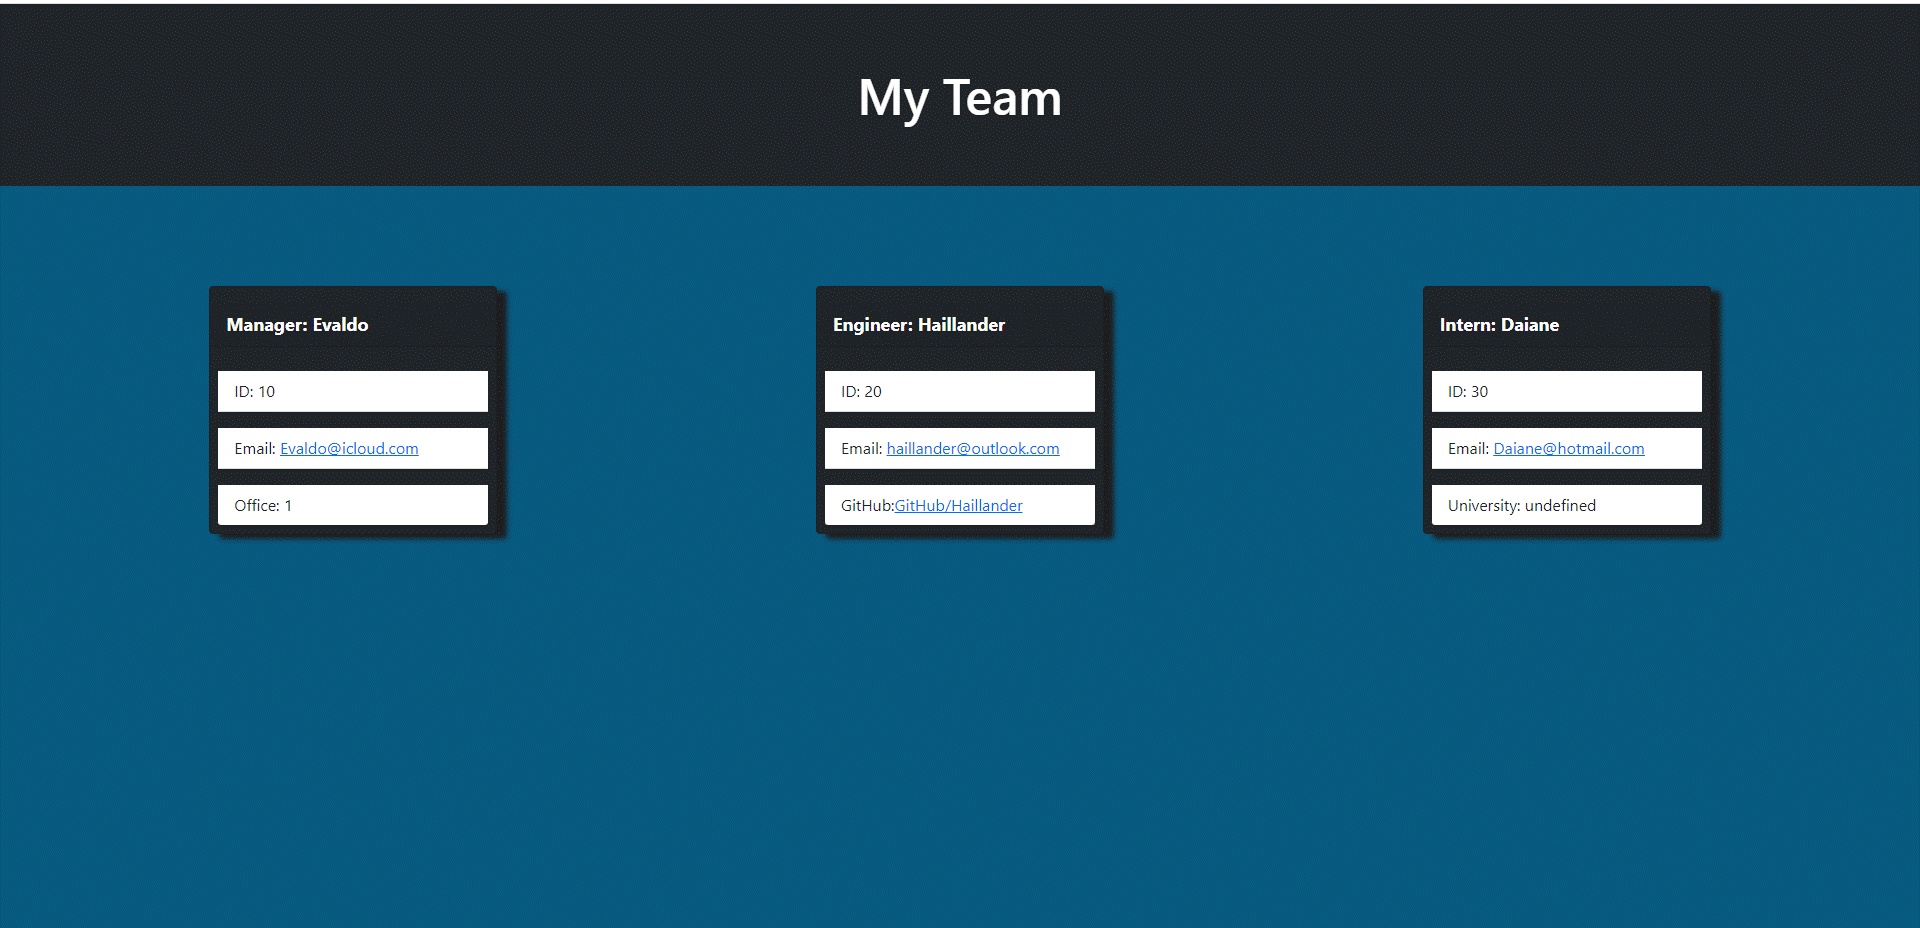 My Team
Manager: Evaldo
ID: 10
Email: Evaldo@icloud.com
Office: 1
Engineer: Haillander
ID: 20
Email: haillander@outlook.com
GitHub:GitHub/Haillander
Intern: Daiane
ID: 30
Email: Daiane@hotmail.com
University: undefined